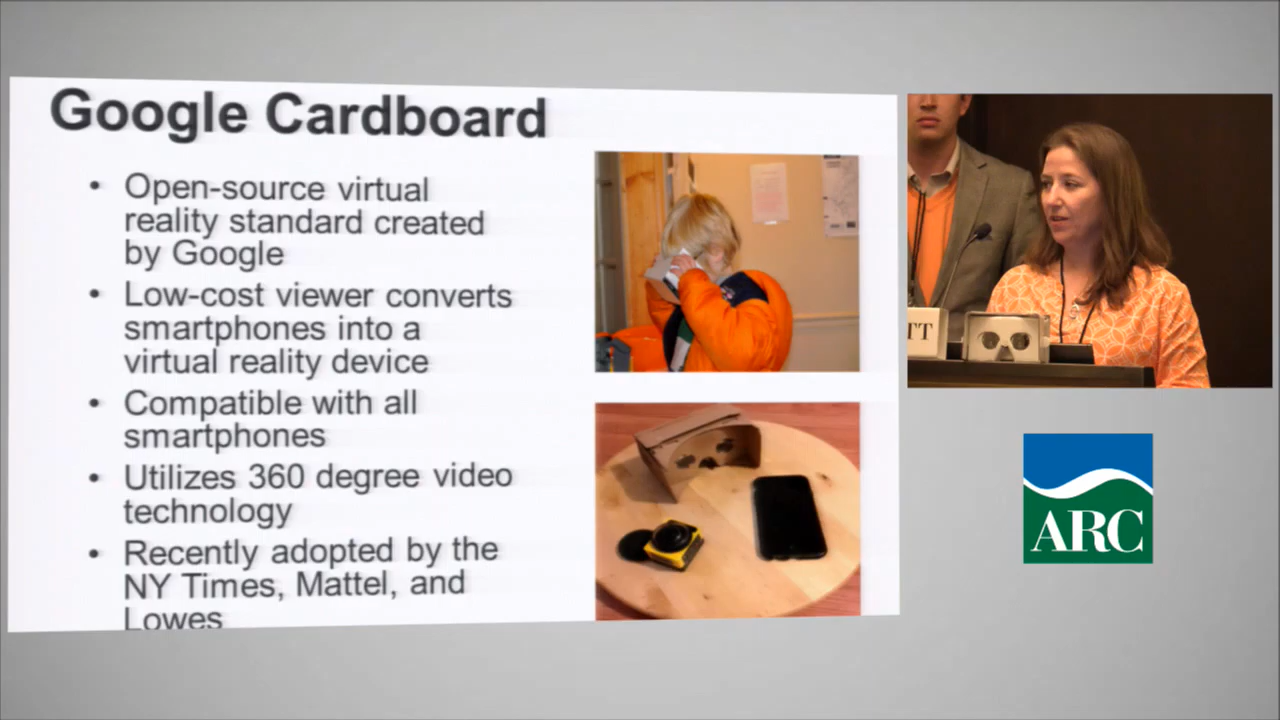 Google Cardboard
• Open-source virtual
reality standard created
by Google
• Low-cost viewer converts
smartphones into a
virtual reality device
• Compatible with all
smartphones
• Utilizes 360 degree video
technology
• Recently adopted by the
NY Times, Mattel, and
Lowes
TT
ARC